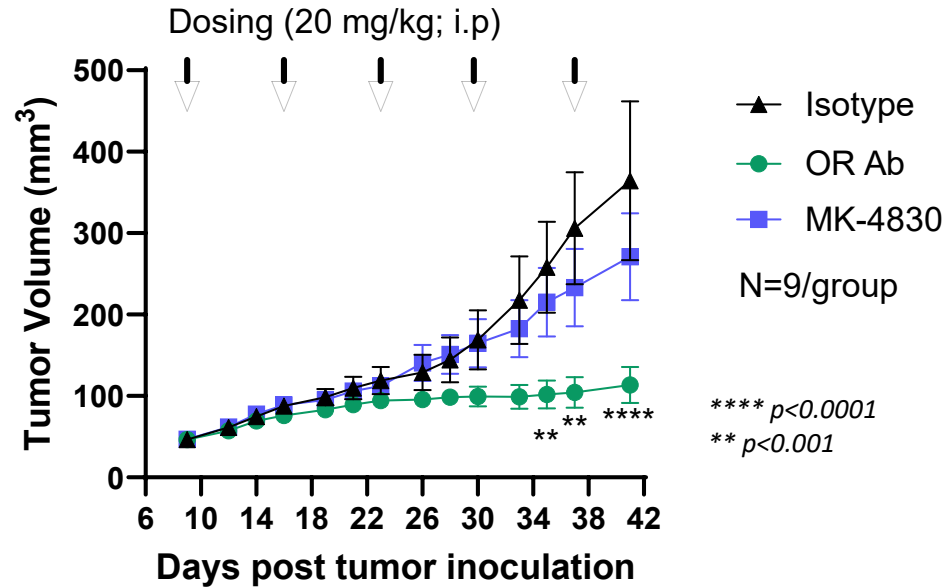 Dosing (20 mg/kg; i.p)
Tumor Volume (mm³)
500
400
300
200
100
0
6 10 14 18 22 26 30 34 38 42
Days post tumor inoculation
** ** ****
Isotype
OR Ab
MK-4830
N=9/group
**** p<0.0001
** p<0.001